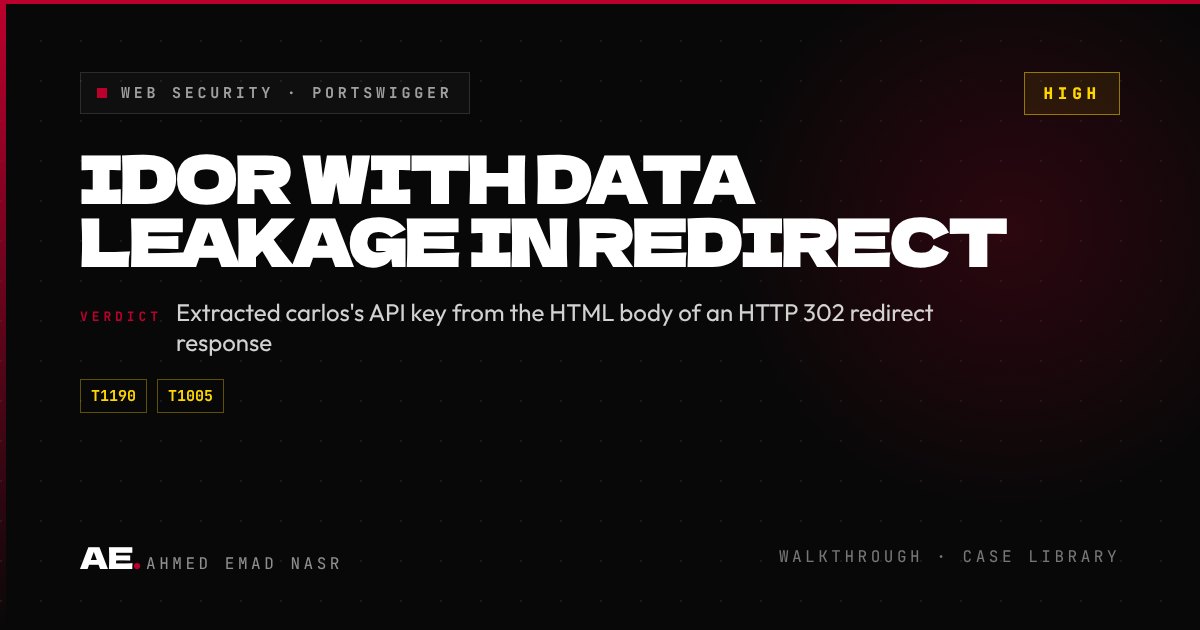 WEB SECURITY · PORTSWIGGER
HIGH
IDOR WITH DATA
LEAKAGE IN REDIRECT
VERDICT Extracted carlos's API key from the HTML body of an HTTP 302 redirect
response
T1190 T1005
AE. AHMED EMAD NASR
WALKTHROUGH · CASE LIBRARY